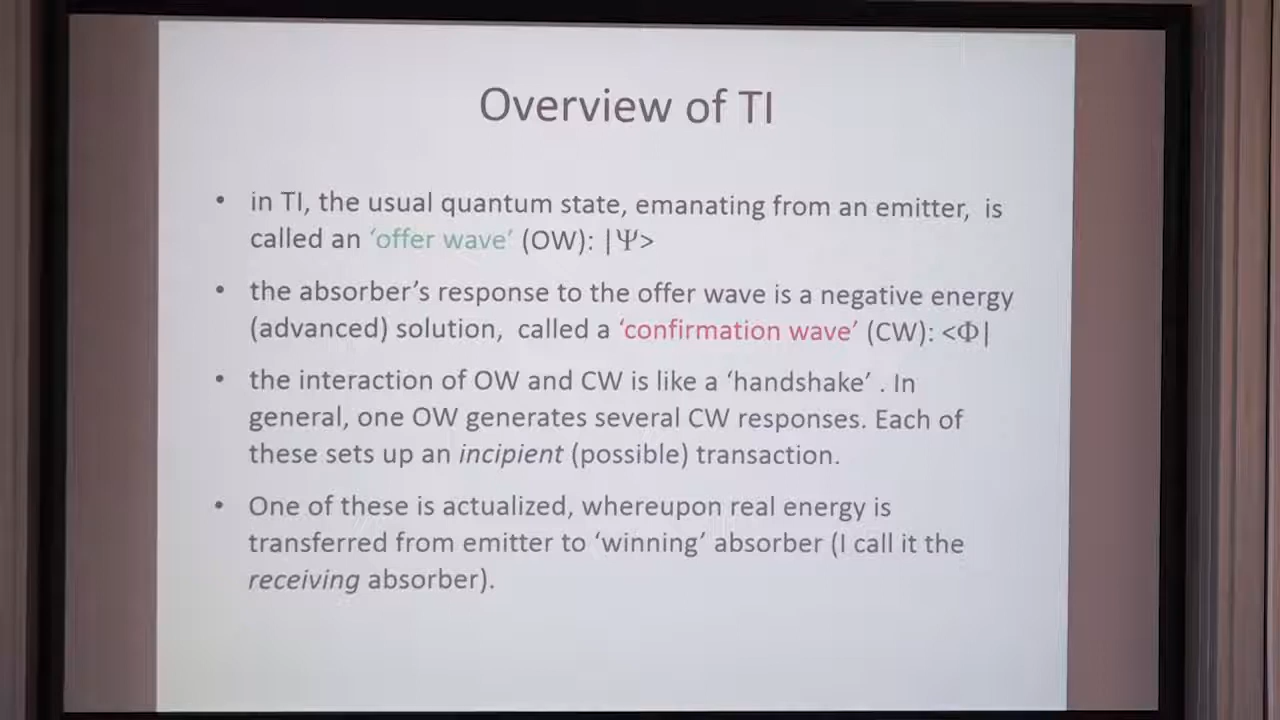 Overview of TI
• in TI, the usual quantum state, emanating from an emitter, is
called an ‘offer wave’ (OW): |Ψ>
• the absorber’s response to the offer wave is a negative energy
(advanced) solution, called a ‘confirmation wave’ (CW): <Φ|
• the interaction of OW and CW is like a ‘handshake’ . In
general, one OW generates several CW responses. Each of
these sets up an incipient (possible) transaction.
• One of these is actualized, whereupon real energy is
transferred from emitter to ‘winning’ absorber (I call it the
receiving absorber).